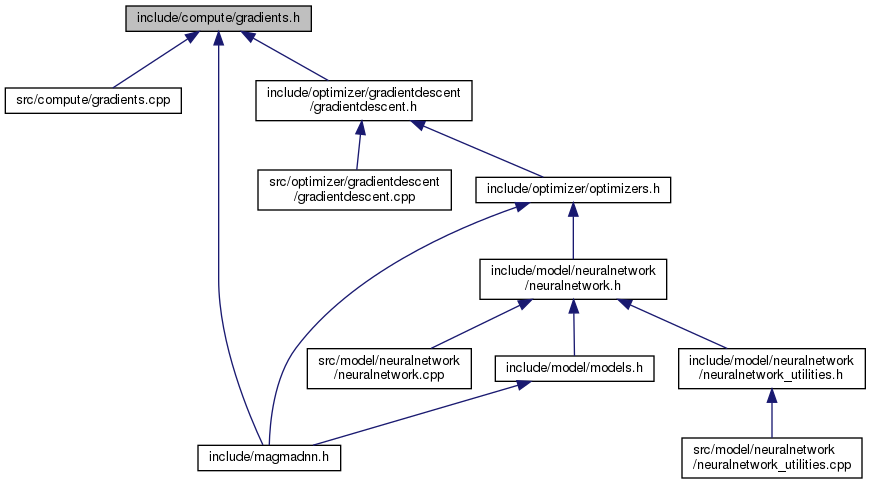 include/compute/gradients.h
src/compute/gradients.cpp
include/optimizer/gradientdescent
/gradientdescent.h
src/optimizer/gradientdescent
/gradientdescent.cpp
include/optimizer/optimizers.h
include/model/neuralnetwork
/neuralnetwork.h
src/model/neuralnetwork
/neuralnetwork.cpp
include/model/models.h
include/model/neuralnetwork
/neuralnetwork_utilities.h
include/magmadnn.h
src/model/neuralnetwork
/neuralnetwork_utilities.cpp